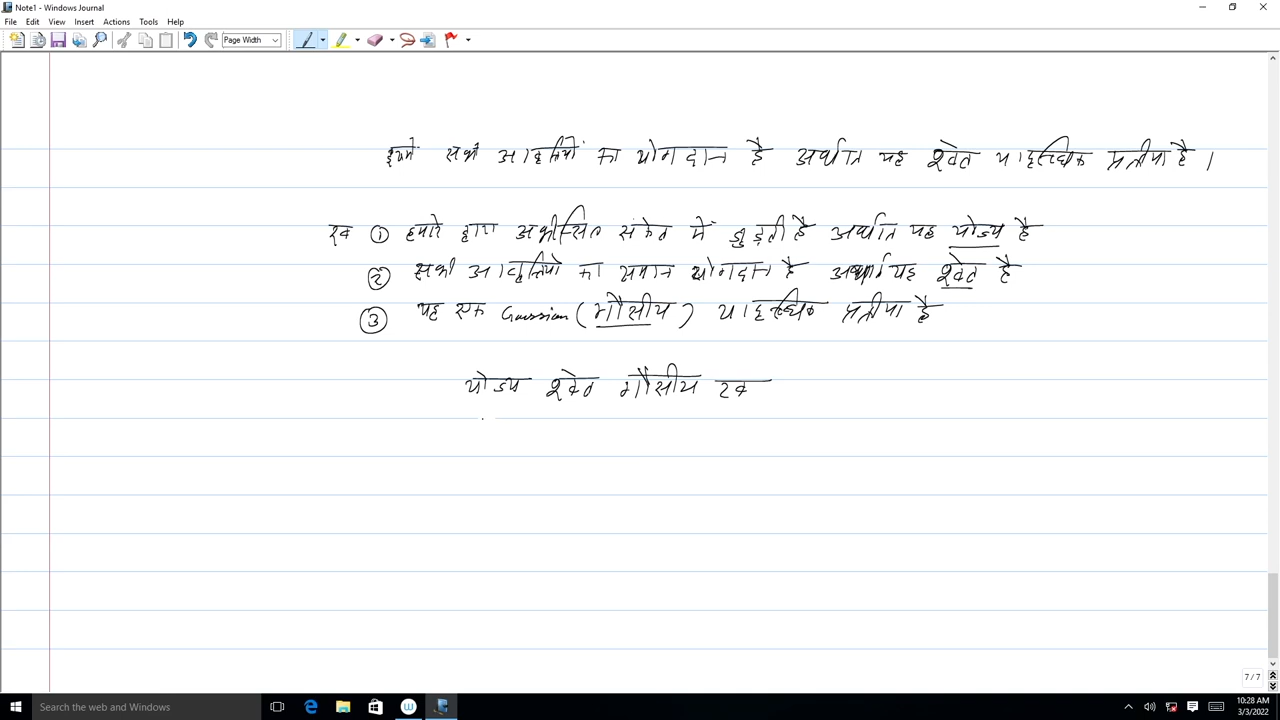 Note1 - Windows Journal
File Edit View Insert Actions Tools Help
Page Width
इसमें सभी आवृत्तियों का योगदान है अर्थात यह श्वेत यादृच्छिक प्रक्रिया है ।
रव ① हमारे द्वारा अभीप्सित संकेत में जुड़ती है अर्थात यह योज्य है
② सभी आवृत्तियों का समान योगदान है अर्थात यह श्वेत है
③ यह एक Gaussian (गौसीय) यादृच्छिक प्रक्रिया है
योज्य श्वेत गौसीय रव
7 / 7
Search the web and Windows
10:28 AM
3/3/2022